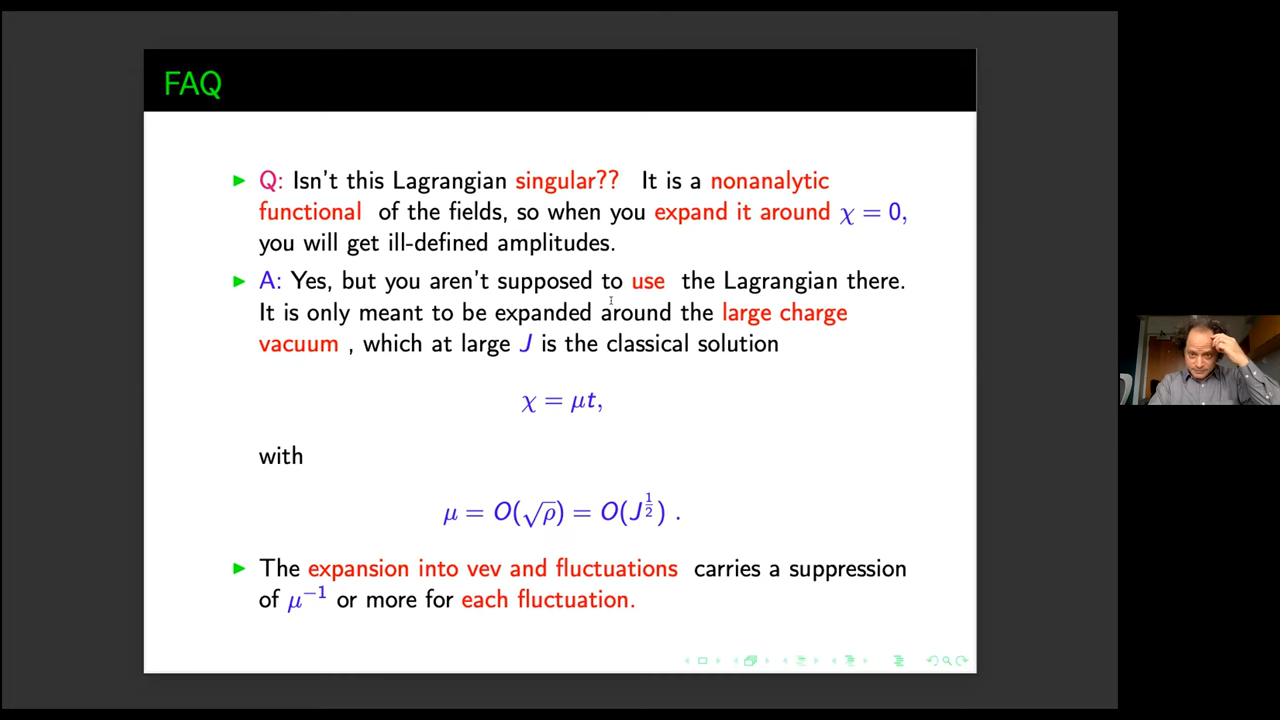 FAQ
► Q: Isn't this Lagrangian singular?? It is a nonanalytic
functional of the fields, so when you expand it around χ = 0,
you will get ill-defined amplitudes.
► A: Yes, but you aren't supposed to use the Lagrangian there.
It is only meant to be expanded around the large charge
vacuum , which at large J is the classical solution
χ = μt,
with
μ = O(√ρ) = O(J^{1/2}) .
► The expansion into vev and fluctuations carries a suppression
of μ^{-1} or more for each fluctuation.